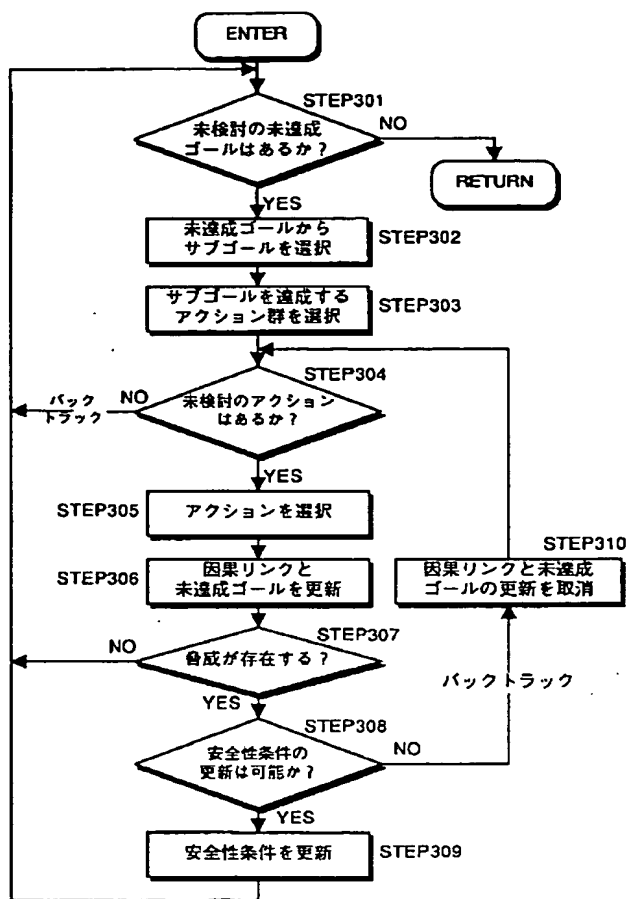 ENTER
STEP301
未検討の未達成
ゴールはあるか？
NO
RETURN
YES
未達成ゴールから
サブゴールを選択
STEP302
サブゴールを達成する
アクション群を選択
STEP303
STEP304
未検討のアクション
はあるか？
NO
バック
トラック
YES
STEP305
アクションを選択
STEP306
因果リンクと
未達成ゴールを更新
STEP310
因果リンクと未達成
ゴールの更新を取消
STEP307
脅威が存在する？
NO
YES
バックトラック
STEP308
安全性条件の
更新は可能か？
NO
YES
安全性条件を更新
STEP309